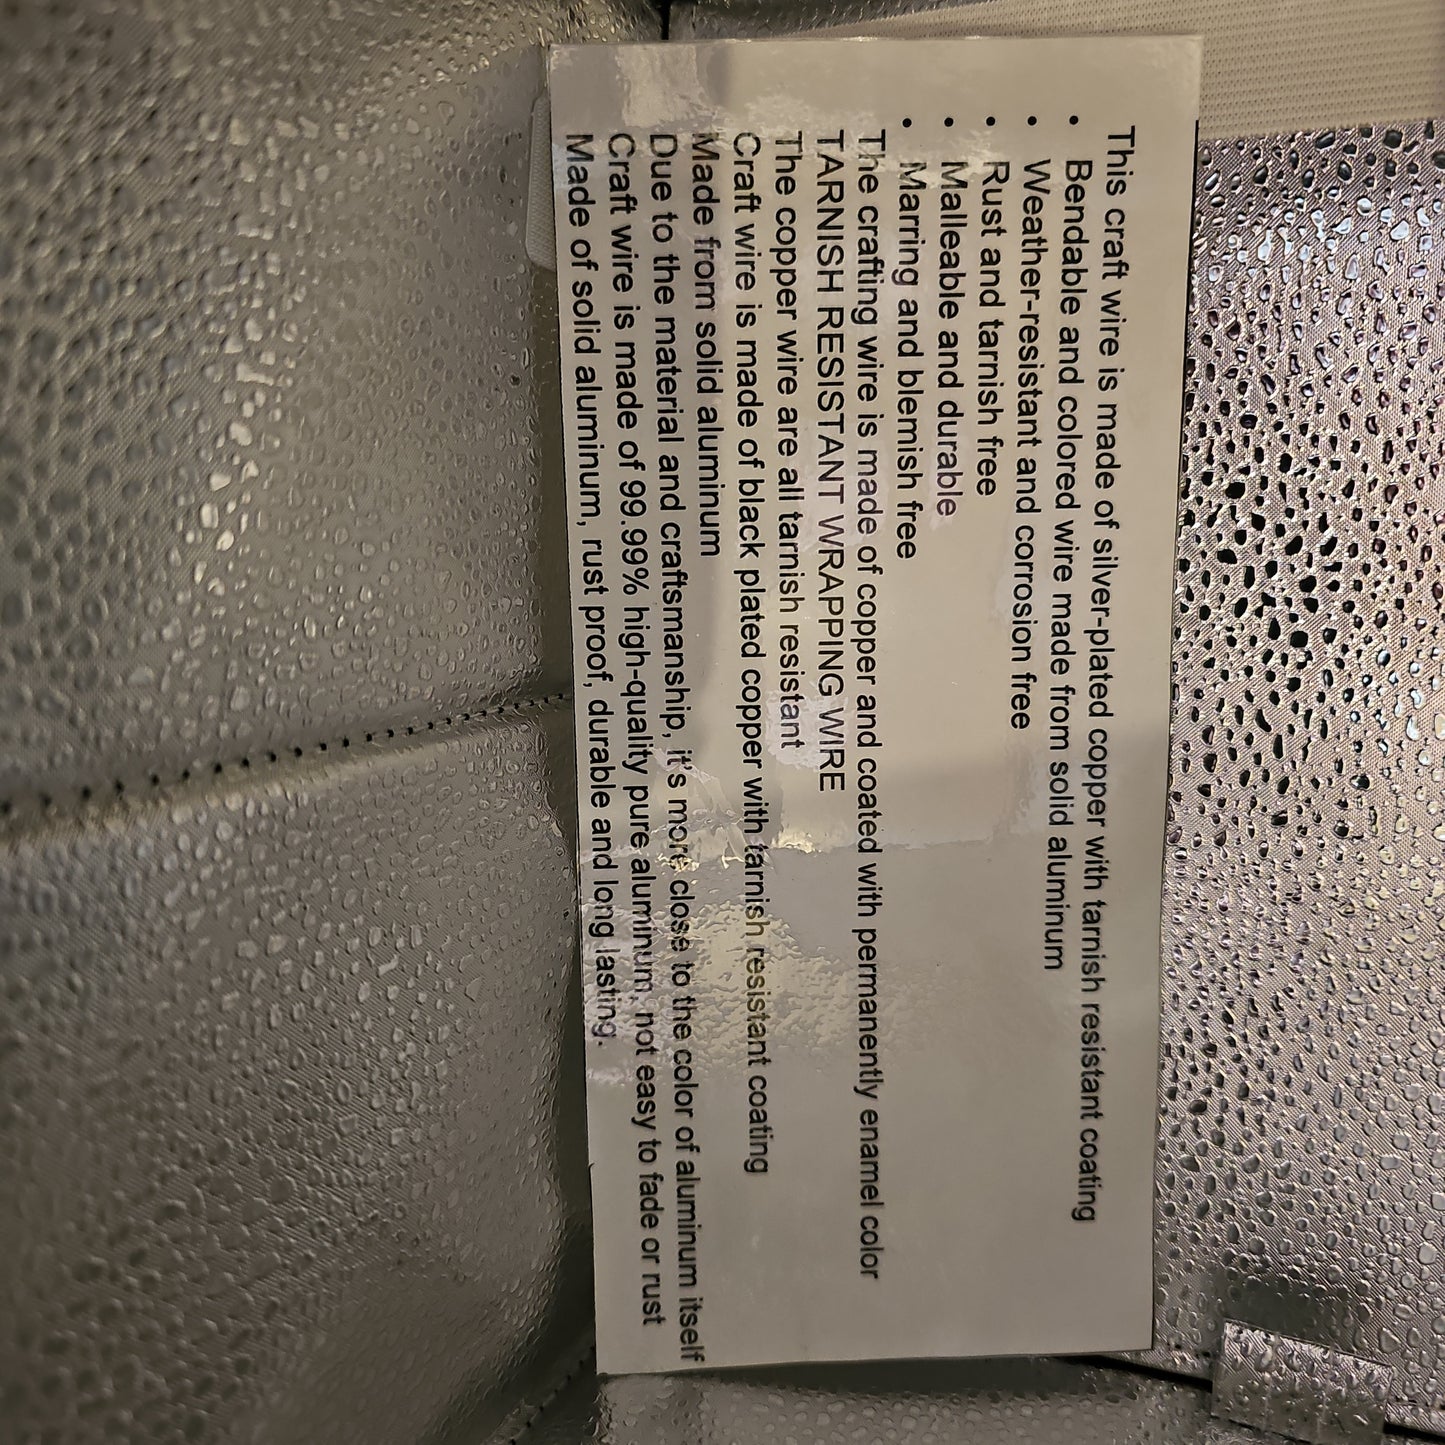 This craft wire is made of silver-plated copper with tarnish resistant coating
• Bendable and colored wire made from solid aluminum
• Weather-resistant and corrosion free
• Rust and tarnish free
• Malleable and durable
• Marring and blemish free
The crafting wire is made of copper and coated with permanently enamel color
TARNISH RESISTANT WRAPPING WIRE
The copper wire are all tarnish resistant
Craft wire is made of black plated copper with tarnish resistant coating
Made from solid aluminum
Due to the material and craftsmanship, it's more close to the color of aluminum itself
Craft wire is made of 99.99% high-quality pure aluminum, not easy to fade or rust
Made of solid aluminum, rust proof, durable and long lasting.